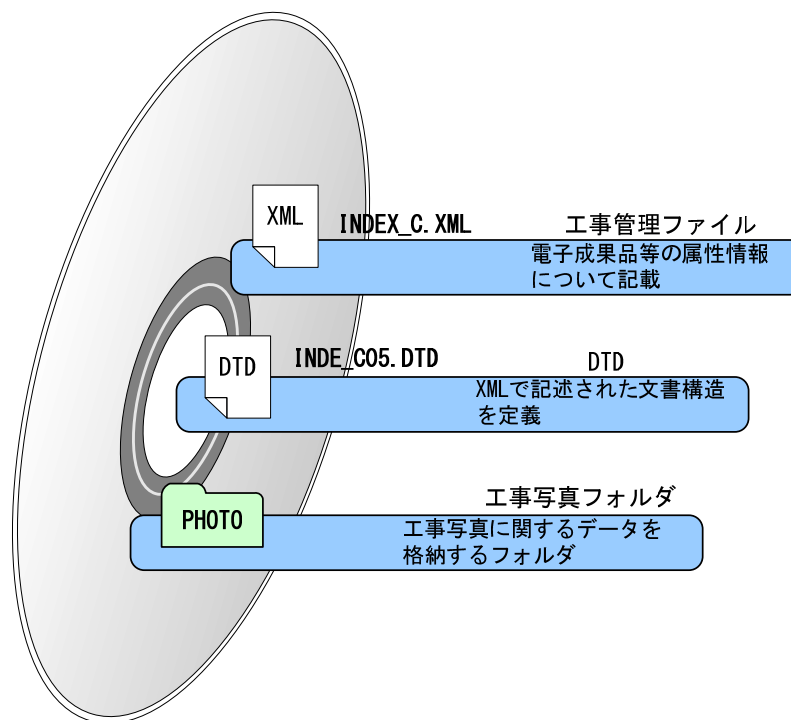 XML
INDEX_C.XML
工事管理ファイル
電子成果品等の属性情報
について記載
DTD
INDE_C05.DTD
DTD
XMLで記述された文書構造
を定義
PHOTO
工事写真フォルダ
工事写真に関するデータを
格納するフォルダ